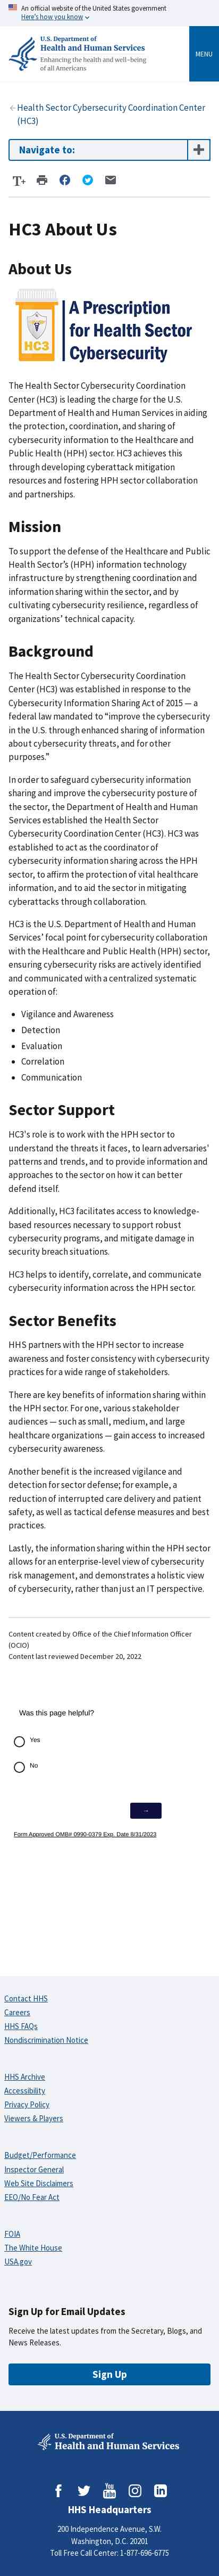 An official website of the United States government
Here's how you know
U.S. Department of
Health and Human Services
Enhancing the health and well-being
of all Americans
MENU
Health Sector Cybersecurity Coordination Center
(HC3)
Navigate to:
T+
HC3 About Us
About Us
HC3
A Prescription
for Health Sector
Cybersecurity
The Health Sector Cybersecurity Coordination Center
(HC3) is leading the charge for the U.S.
Department of Health and Human Services in aiding
the protection, coordination, and sharing of
cybersecurity information to the Healthcare and
Public Health (HPH) sector. HC3 achieves this
through developing cyberattack mitigation
resources and fostering HPH sector collaboration
and partnerships.
Mission
To support the defense of the Healthcare and Public
Health Sector’s (HPH) information technology
infrastructure by strengthening coordination and
information sharing within the sector, and by
cultivating cybersecurity resilience, regardless of
organizations’ technical capacity.
Background
The Health Sector Cybersecurity Coordination
Center (HC3) was established in response to the
Cybersecurity Information Sharing Act of 2015 — a
federal law mandated to “improve the cybersecurity
in the U.S. through enhanced sharing of information
about cybersecurity threats, and for other
purposes.”
In order to safeguard cybersecurity information
sharing and improve the cybersecurity posture of
the sector, the Department of Health and Human
Services established the Health Sector
Cybersecurity Coordination Center (HC3). HC3 was
established to act as the coordinator of
cybersecurity information sharing across the HPH
sector, to affirm the protection of vital healthcare
information, and to aid the sector in mitigating
cyberattacks through collaboration.
HC3 is the U.S. Department of Health and Human
Services’ focal point for cybersecurity collaboration
with the Healthcare and Public Health (HPH) sector,
ensuring cybersecurity risks are actively identified
and communicated with a centralized systematic
operation of:
• Vigilance and Awareness
• Detection
• Evaluation
• Correlation
• Communication
Sector Support
HC3's role is to work with the HPH sector to
understand the threats it faces, to learn adversaries'
patterns and trends, and to provide information and
approaches to the sector on how it can better
defend itself.
Additionally, HC3 facilitates access to knowledge-
based resources necessary to support robust
cybersecurity programs, and mitigate damage in
security breach situations.
HC3 helps to identify, correlate, and communicate
cybersecurity information across the HPH sector.
Sector Benefits
HHS partners with the HPH sector to increase
awareness and foster consistency in cybersecurity
practices for a wide range of stakeholders.
There are key benefits of information sharing within
the HPH sector. For one, various stakeholder
audiences — such as small, medium, and large
healthcare organizations — gain access to increased
cybersecurity awareness.
Another benefit is the increased vigilance and
detection for sector defense; for example, a
reduction of interrupted care delivery and patient
safety, as well as tactical defense measures and best
practices.
Lastly, the information sharing within the HPH sector
allows for an enterprise-level view of cybersecurity
risk management, and demonstrates a holistic view
of cybersecurity, rather than just an IT perspective.
Content created by Office of the Chief Information Officer
(OCIO)
Content last reviewed December 20, 2022
Was this page helpful?
Yes
No
→
Form Approved OMB# 0990-0379 Exp. Date 8/31/2023
Contact HHS
Careers
HHS FAQs
Nondiscrimination Notice
HHS Archive
Accessibility
Privacy Policy
Viewers & Players
Budget/Performance
Inspector General
Web Site Disclaimers
EEO/No Fear Act
FOIA
The White House
USA.gov
Sign Up for Email Updates
Receive the latest updates from the Secretary, Blogs, and
News Releases.
Sign Up
U.S. Department of
Health and Human Services
You
Tube
HHS Headquarters
200 Independence Avenue, S.W.
Washington, D.C. 20201
Toll Free Call Center: 1-877-696-6775